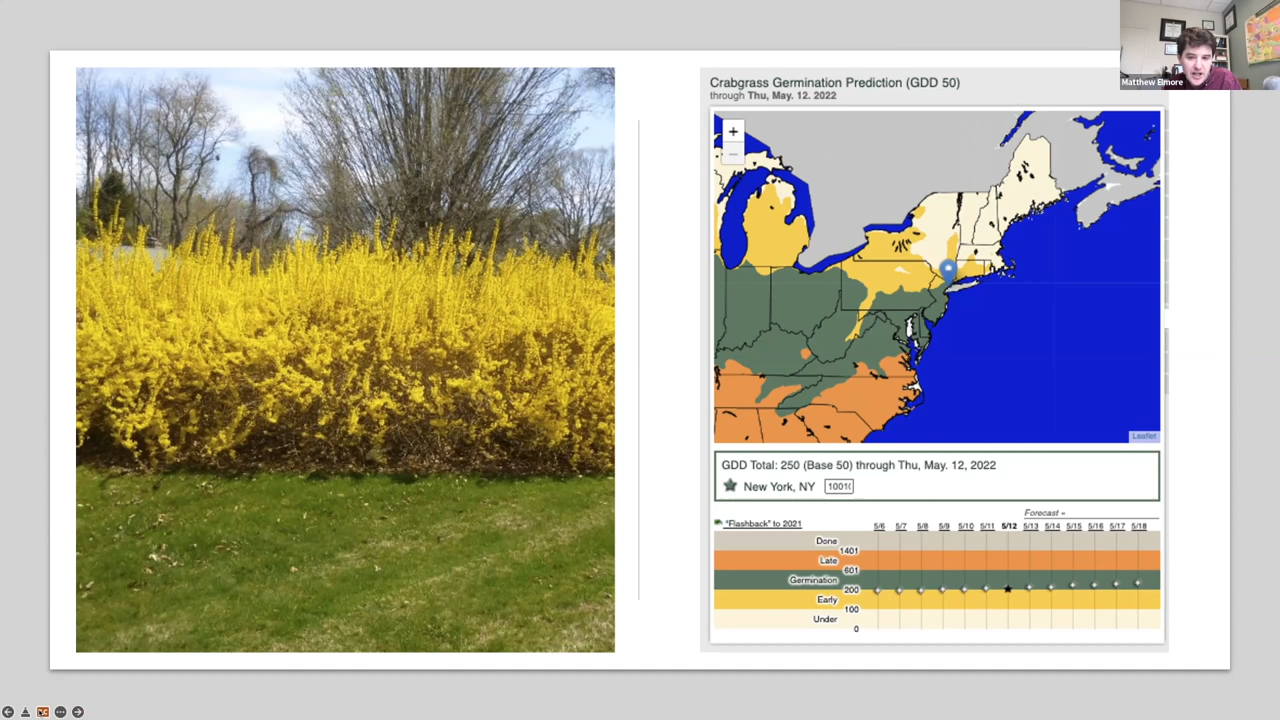 Matthew Elmore
Crabgrass Germination Prediction (GDD 50)
through Thu, May. 12. 2022
+
−
Leaflet
GDD Total: 250 (Base 50) through Thu, May. 12, 2022
New York, NY
Forecast »
"Flashback" to 2021
5/6 5/7 5/8 5/9 5/10 5/11 5/12 5/13 5/14 5/15 5/16 5/17 5/18
Done
1401
Late
601
Germination
200
Early
100
Under
0